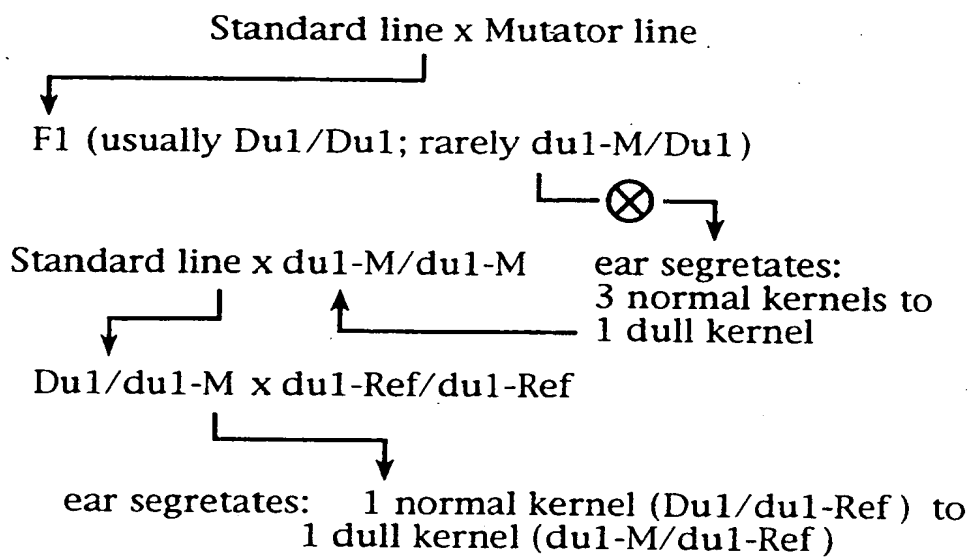 Standard line x Mutator line
F1 (usually Du1/Du1; rarely du1-M/Du1)
Standard line x du1-M/du1-M
ear segretates:
3 normal kernels to
1 dull kernel
Du1/du1-M x du1-Ref/du1-Ref
ear segretates: 1 normal kernel (Du1/du1-Ref) to
1 dull kernel (du1-M/du1-Ref)